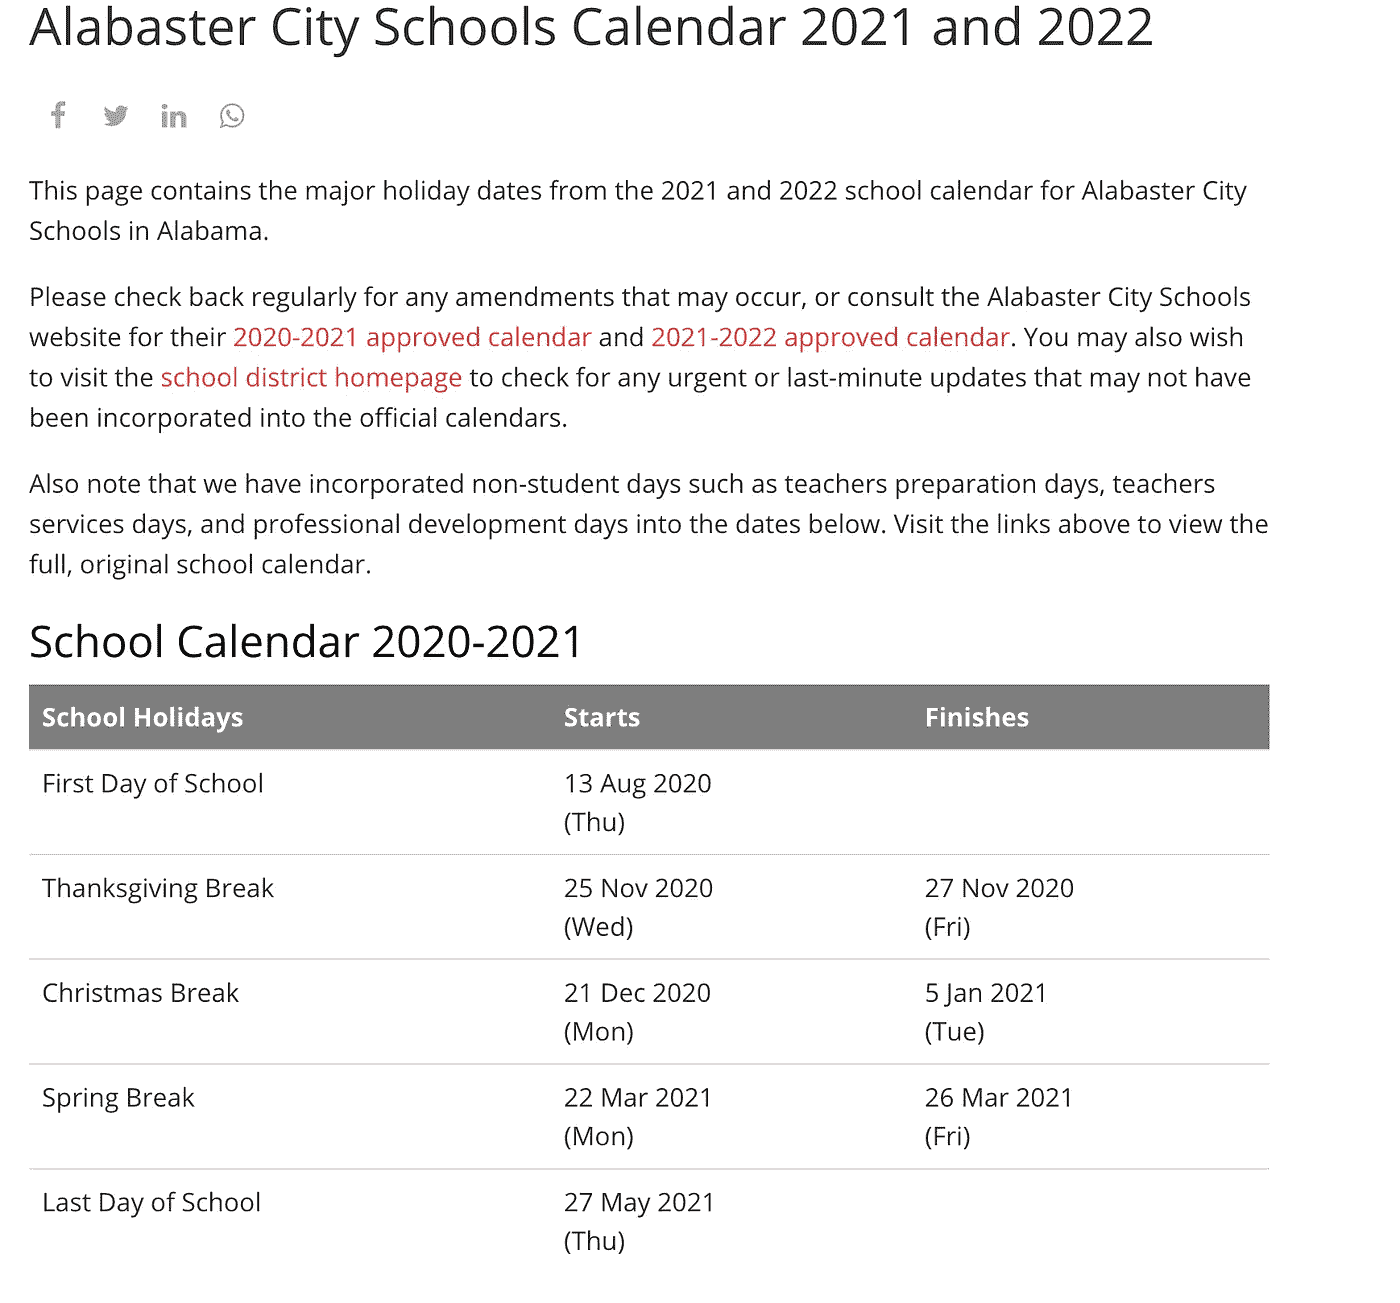 Alabaster City Schools Calendar 2021 and 2022
This page contains the major holiday dates from the 2021 and 2022 school calendar for Alabaster City
Schools in Alabama.
Please check back regularly for any amendments that may occur, or consult the Alabaster City Schools
website for their 2020-2021 approved calendar and 2021-2022 approved calendar. You may also wish
to visit the school district homepage to check for any urgent or last-minute updates that may not have
been incorporated into the official calendars.
Also note that we have incorporated non-student days such as teachers preparation days, teachers
services days, and professional development days into the dates below. Visit the links above to view the
full, original school calendar.
School Calendar 2020-2021
School Holidays Starts Finishes
First Day of School 13 Aug 2020
(Thu)
Thanksgiving Break 25 Nov 2020 27 Nov 2020
(Wed) (Fri)
Christmas Break 21 Dec 2020 5 Jan 2021
(Mon) (Tue)
Spring Break 22 Mar 2021 26 Mar 2021
(Mon) (Fri)
Last Day of School 27 May 2021
(Thu)